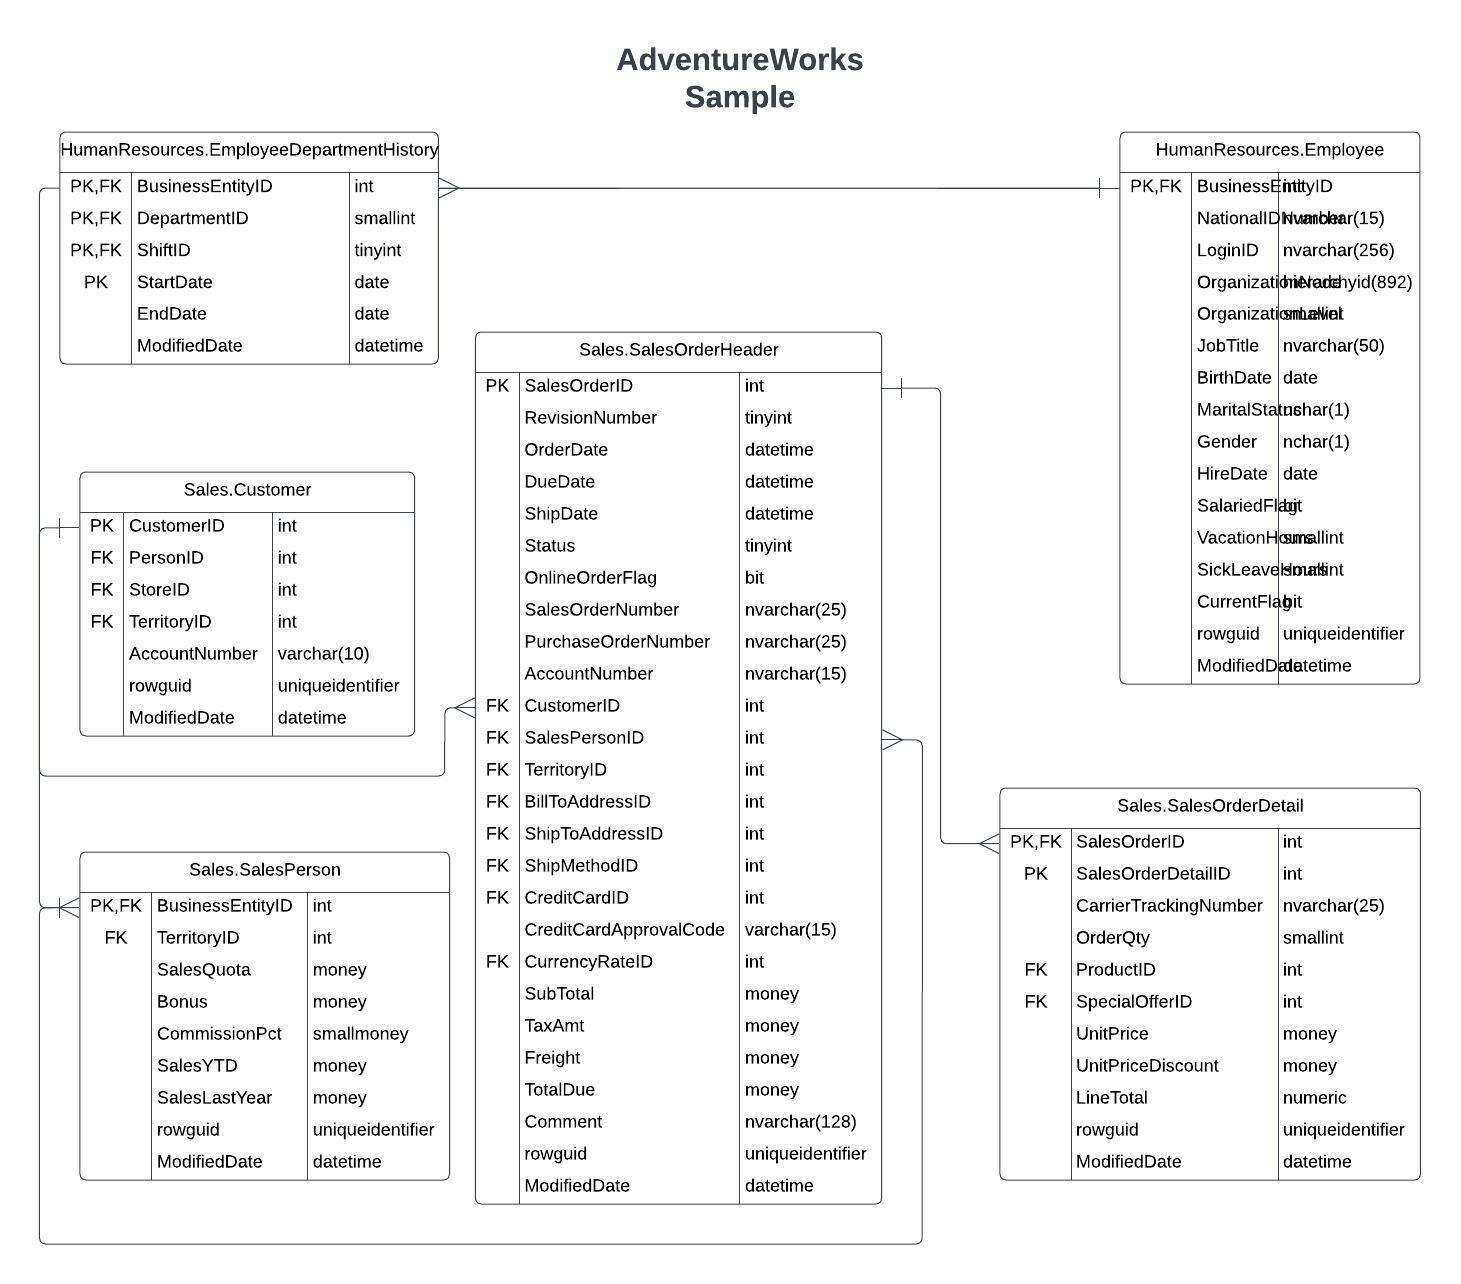 AdventureWorks
Sample
HumanResources.EmployeeDepartmentHistory
PK,FK BusinessEntityID int
PK,FK DepartmentID smallint
PK,FK ShiftID tinyint
PK StartDate date
EndDate date
ModifiedDate datetime
HumanResources.Employee
PK,FK BusinessEntityID int
NationalIDNumber nvarchar(15)
LoginID nvarchar(256)
OrganizationNode hierarchyid(892)
OrganizationLevel smallint
JobTitle nvarchar(50)
BirthDate date
MaritalStatus nchar(1)
Gender nchar(1)
HireDate date
SalariedFlag bit
VacationHours smallint
SickLeaveHours smallint
CurrentFlag bit
rowguid uniqueidentifier
ModifiedDate datetime
Sales.SalesOrderHeader
PK SalesOrderID int
RevisionNumber tinyint
OrderDate datetime
DueDate datetime
ShipDate datetime
Status tinyint
OnlineOrderFlag bit
SalesOrderNumber nvarchar(25)
PurchaseOrderNumber nvarchar(25)
AccountNumber nvarchar(15)
FK CustomerID int
FK SalesPersonID int
FK TerritoryID int
FK BillToAddressID int
FK ShipToAddressID int
FK ShipMethodID int
FK CreditCardID int
CreditCardApprovalCode varchar(15)
FK CurrencyRateID int
SubTotal money
TaxAmt money
Freight money
TotalDue money
Comment nvarchar(128)
rowguid uniqueidentifier
ModifiedDate datetime
Sales.Customer
PK CustomerID int
FK PersonID int
FK StoreID int
FK TerritoryID int
AccountNumber varchar(10)
rowguid uniqueidentifier
ModifiedDate datetime
Sales.SalesPerson
PK,FK BusinessEntityID int
FK TerritoryID int
SalesQuota money
Bonus money
CommissionPct smallmoney
SalesYTD money
SalesLastYear money
rowguid uniqueidentifier
ModifiedDate datetime
Sales.SalesOrderDetail
PK,FK SalesOrderID int
PK SalesOrderDetailID int
CarrierTrackingNumber nvarchar(25)
OrderQty smallint
FK ProductID int
FK SpecialOfferID int
UnitPrice money
UnitPriceDiscount money
LineTotal numeric
rowguid uniqueidentifier
ModifiedDate datetime